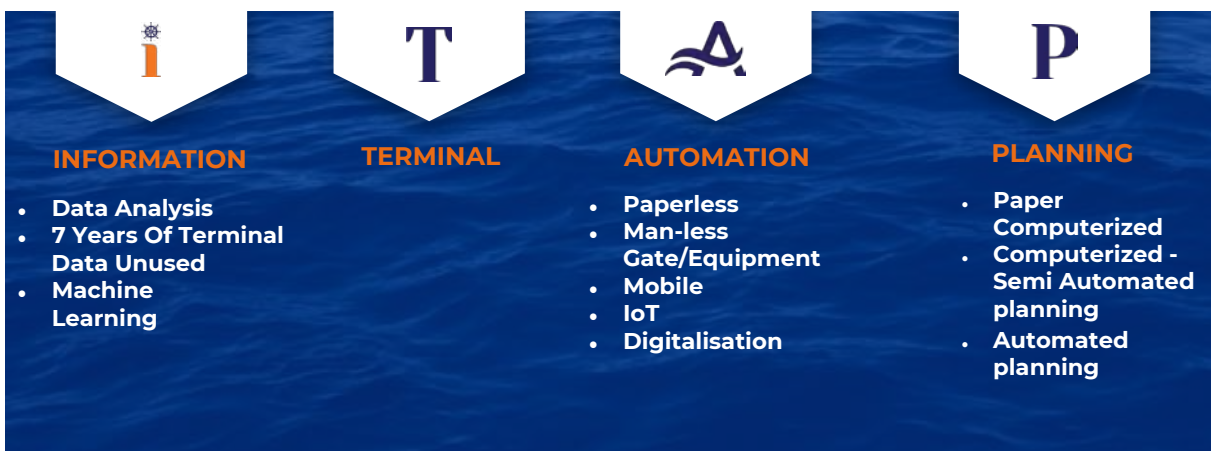 i
T
A
P
INFORMATION
• Data Analysis
• 7 Years Of Terminal
Data Unused
• Machine
Learning
TERMINAL
AUTOMATION
• Paperless
• Man-less
Gate/Equipment
• Mobile
• IoT
• Digitalisation
PLANNING
• Paper
Computerized
• Computerized -
Semi Automated
planning
• Automated
planning